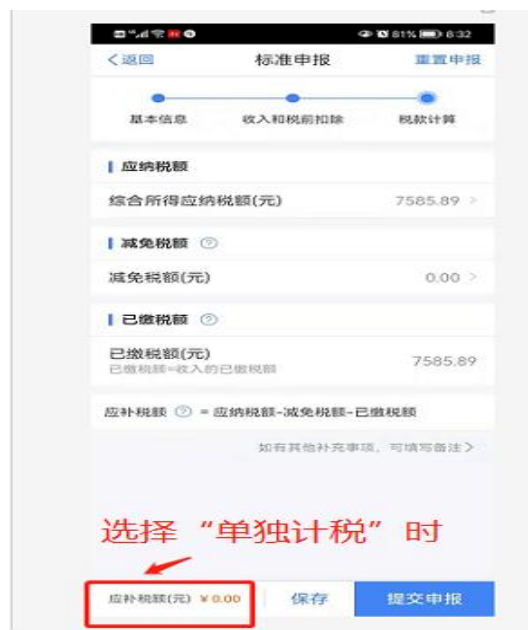 81% 8:32
<返回 标准申报 重置申报
基本信息 收入和税前扣除 税款计算
应纳税额
综合所得应纳税额(元) 7585.89 >
减免税额 ?
减免税额(元) 0.00 >
已缴税额 ?
已缴税额(元) 7585.89
已缴税额=收入的已缴税额
应补税额 ? = 应纳税额-减免税额-已缴税额
如有其他补充事项，可填写备注>
选择“单独计税”时
应补税额(元) ¥0.00 保存 提交申报